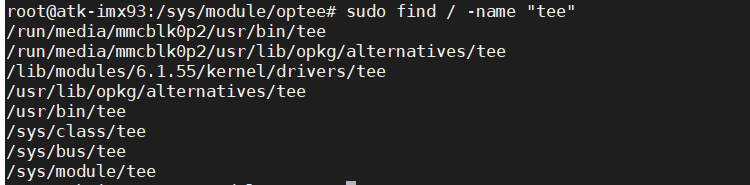 root@atk-imx93:/sys/module/optee# sudo find / -name "tee"
/run/media/mmcblk0p2/usr/bin/tee
/run/media/mmcblk0p2/usr/lib/opkg/alternatives/tee
/lib/modules/6.1.55/kernel/drivers/tee
/usr/lib/opkg/alternatives/tee
/usr/bin/tee
/sys/class/tee
/sys/bus/tee
/sys/module/tee